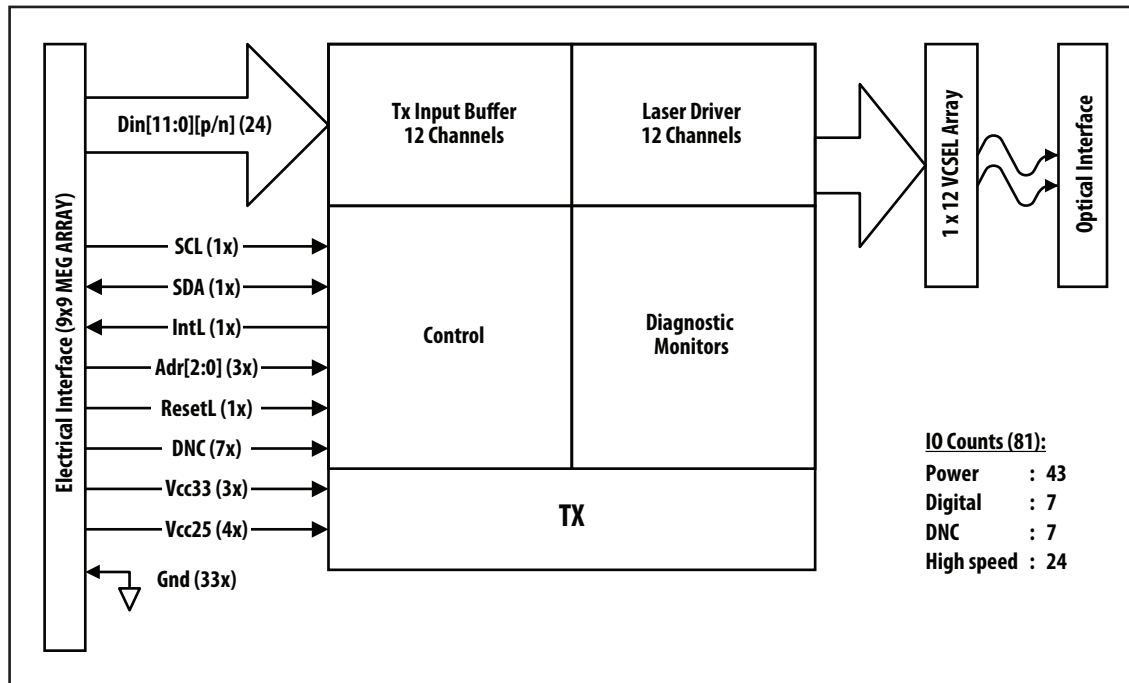 Electrical Interface (9x9 MEG ARRAY)
Din[11:0][p/n] (24)
SCL (1x)
SDA (1x)
IntL (1x)
Adr[2:0] (3x)
ResetL (1x)
DNC (7x)
Vcc33 (3x)
Vcc25 (4x)
Gnd (33x)
Tx Input Buffer
12 Channels
Laser Driver
12 Channels
Control
Diagnostic
Monitors
TX
1 x 12 VCSEL Array
Optical Interface
IO Counts (81):
Power : 43
Digital : 7
DNC : 7
High speed : 24